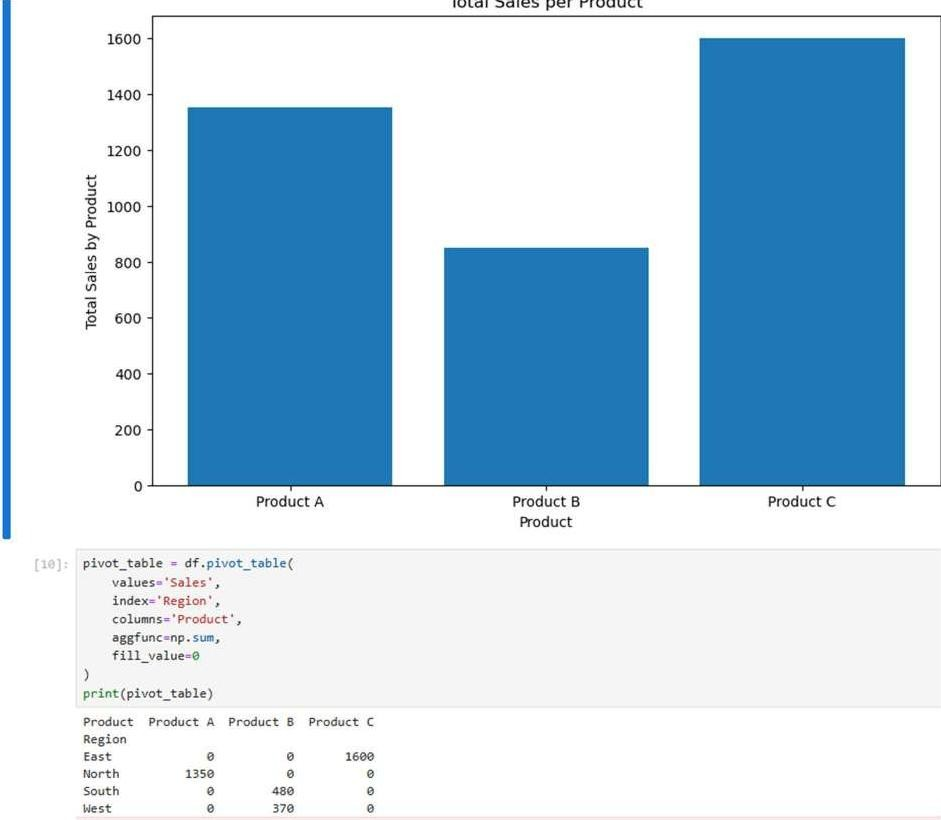 Total Sales per Product
1600
1400
1200
1000
800
600
400
200
0
Total Sales by Product
Product A Product B Product C
Product
[10]: pivot_table = df.pivot_table(
values='Sales',
index='Region',
columns='Product',
aggfunc=np.sum,
fill_value=0
)
print(pivot_table)
Product Product A Product B Product C
Region
East 0 0 1600
North 1350 0 0
South 0 480 0
West 0 370 0